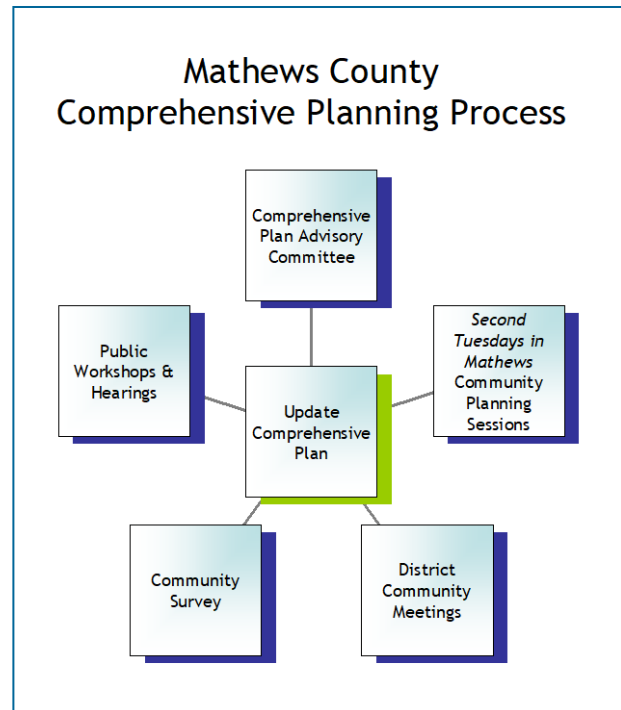 Mathews County
Comprehensive Planning Process
Comprehensive
Plan Advisory
Committee
Public
Workshops &
Hearings
Second
Tuesdays in
Mathews
Community
Planning
Sessions
Update
Comprehensive
Plan
Community
Survey
District
Community
Meetings